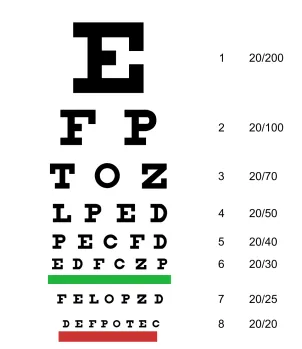 E 1 20/200
F P 2 20/100
T O Z 3 20/70
L P E D 4 20/50
P E C F D 5 20/40
E D F C Z P 6 20/30
F E L O P Z D 7 20/25
D E F P O T E C 8 20/20